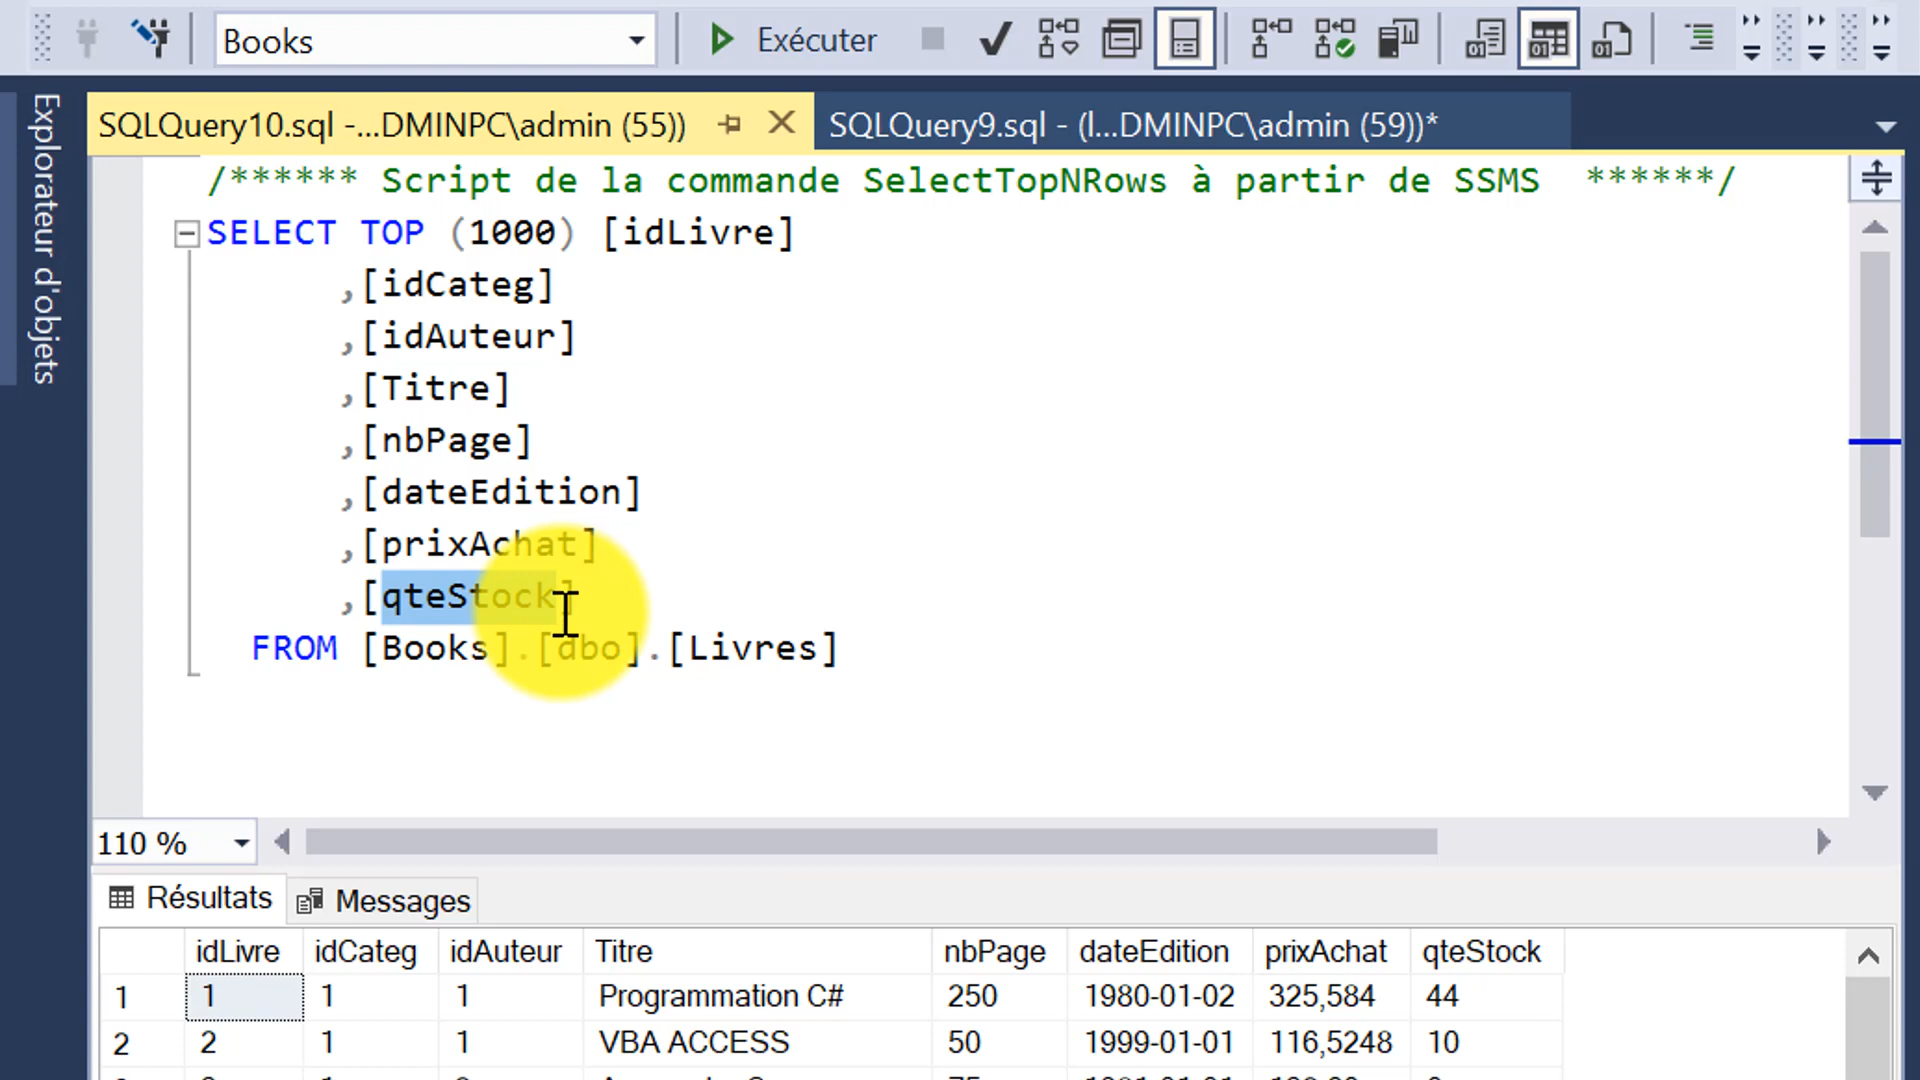 Books
Exécuter
Explorateur d'objets
SQLQuery10.sql -...DMINPC\admin (55))
SQLQuery9.sql - (l...DMINPC\admin (59))*
/****** Script de la commande SelectTopNRows à partir de SSMS ******/
SELECT TOP (1000) [idLivre]
,[idCateg]
,[idAuteur]
,[Titre]
,[nbPage]
,[dateEdition]
,[prixAchat]
,[qteStock]
FROM [Books].[dbo].[Livres]
110 %
Résultats Messages
idLivre idCateg idAuteur Titre nbPage dateEdition prixAchat qteStock
1 1 1 1 Programmation C# 250 1980-01-02 325,584 44
2 2 1 1 VBA ACCESS 50 1999-01-01 116,5248 10